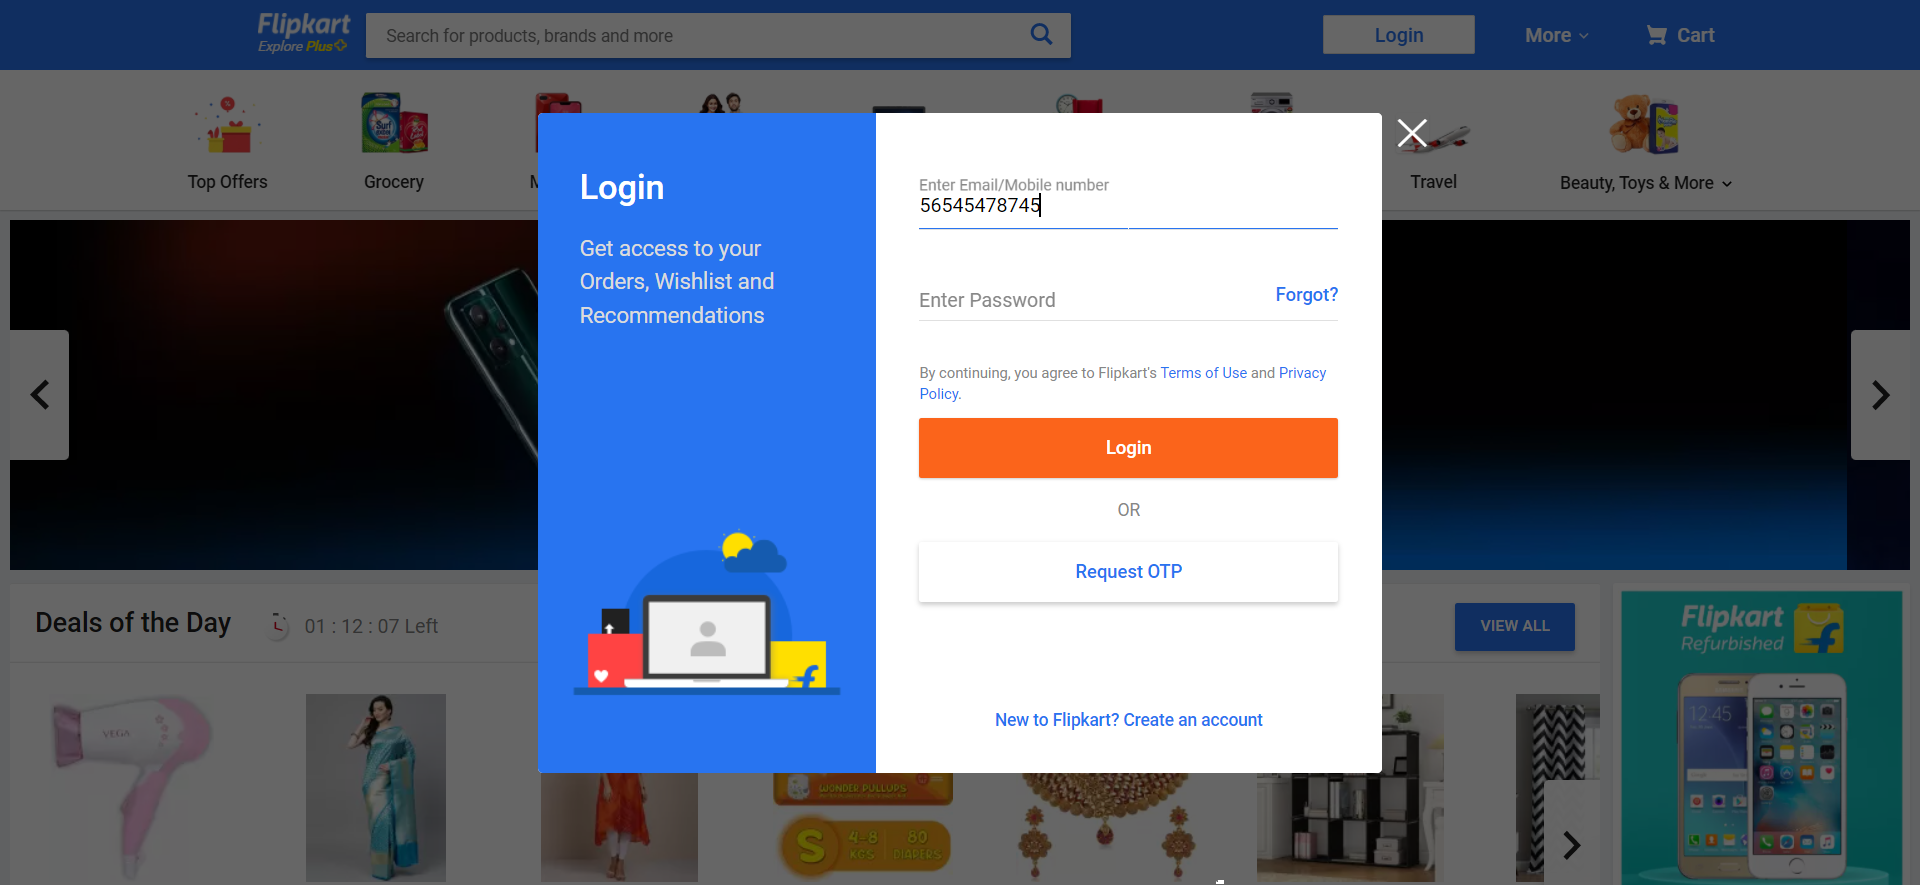 Flipkart
Explore Plus
Search for products, brands and more
Login
More
Cart
Top Offers
Grocery
M
Travel
Beauty, Toys & More
Login
Get access to your
Orders, Wishlist and
Recommendations
Enter Email/Mobile number
56545478745
Enter Password
Forgot?
By continuing, you agree to Flipkart's Terms of Use and Privacy
Policy.
Login
OR
Request OTP
New to Flipkart? Create an account
Deals of the Day
01 : 12 : 07 Left
VIEW ALL
Flipkart
Refurbished
12:45
VEGA
WONDER PULLUPS
S
4-8
KGS
80
DIAPERS